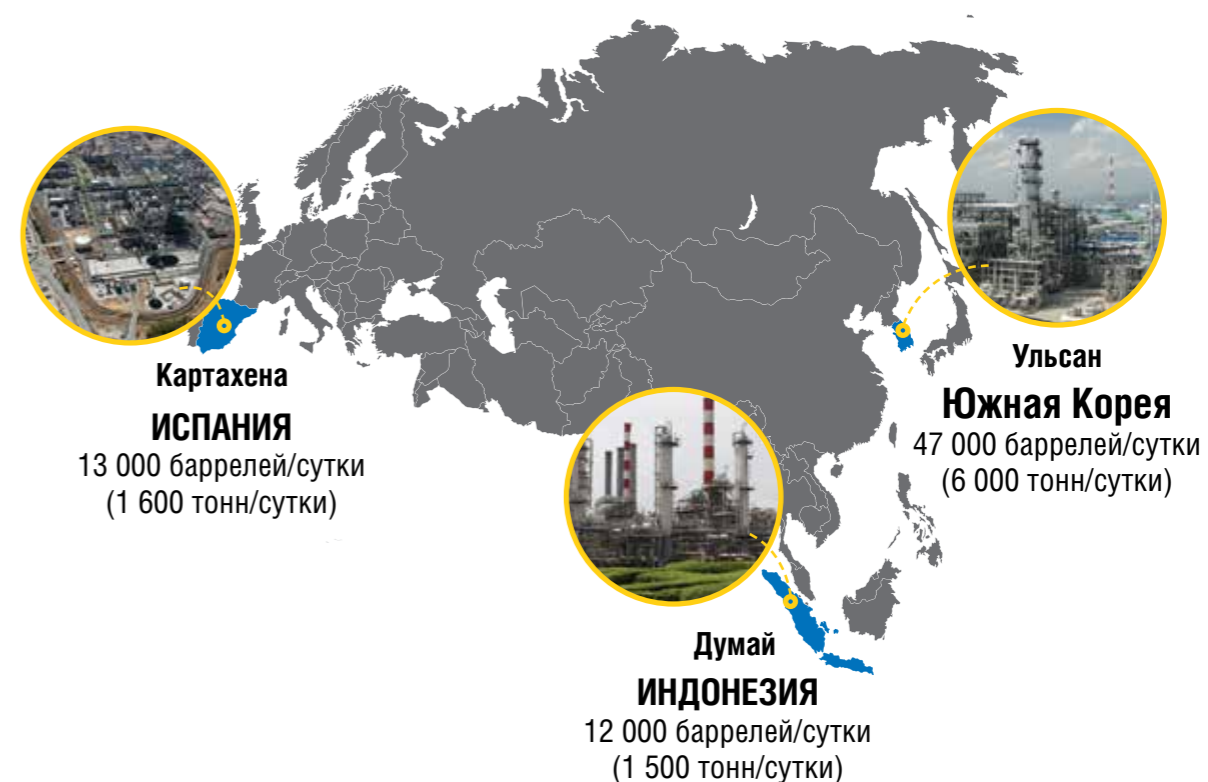 Картахена
ИСПАНИЯ
13 000 баррелей/сутки
(1 600 тонн/сутки)
Ульсан
Южная Корея
47 000 баррелей/сутки
(6 000 тонн/сутки)
Думай
ИНДОНЕЗИЯ
12 000 баррелей/сутки
(1 500 тонн/сутки)